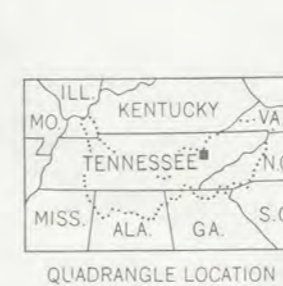 ILL.
KENTUCKY
MO.
VA.
TENNESSEE
N.C
MISS.
ALA.
GA.
S.C
QUADRANGLE LOCATION